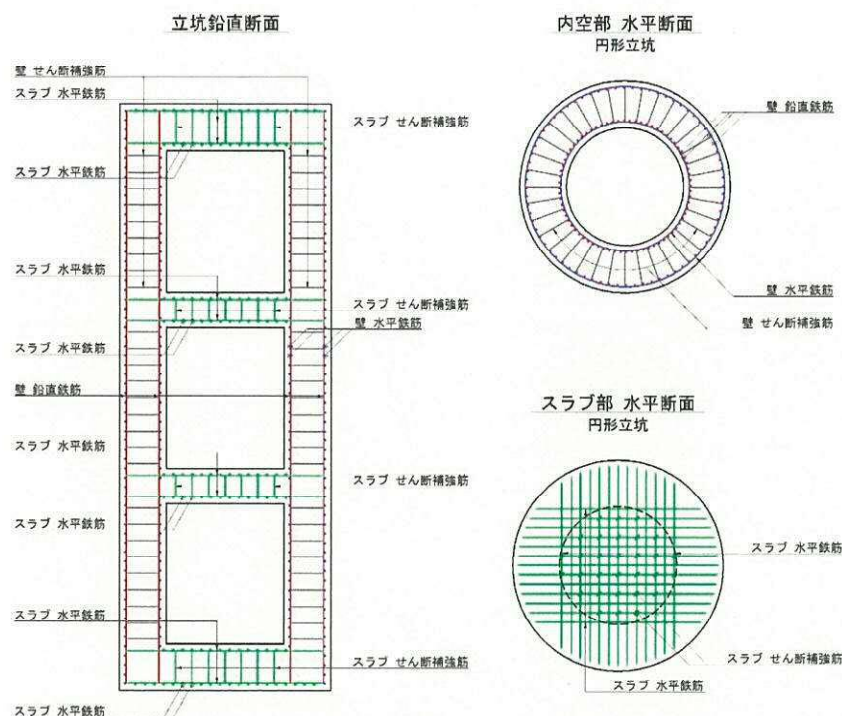 立坑鉛直断面
壁 せん断補強筋
スラブ 水平鉄筋
スラブ せん断補強筋
スラブ 水平鉄筋
スラブ 水平鉄筋
スラブ せん断補強筋
壁 水平鉄筋
スラブ 水平鉄筋
壁 鉛直鉄筋
スラブ 水平鉄筋
スラブ せん断補強筋
スラブ 水平鉄筋
スラブ 水平鉄筋
スラブ せん断補強筋
スラブ 水平鉄筋
内空部 水平断面
円形立坑
壁 鉛直鉄筋
壁 水平鉄筋
壁 せん断補強筋
スラブ部 水平断面
円形立坑
スラブ 水平鉄筋
スラブ せん断補強筋
スラブ 水平鉄筋